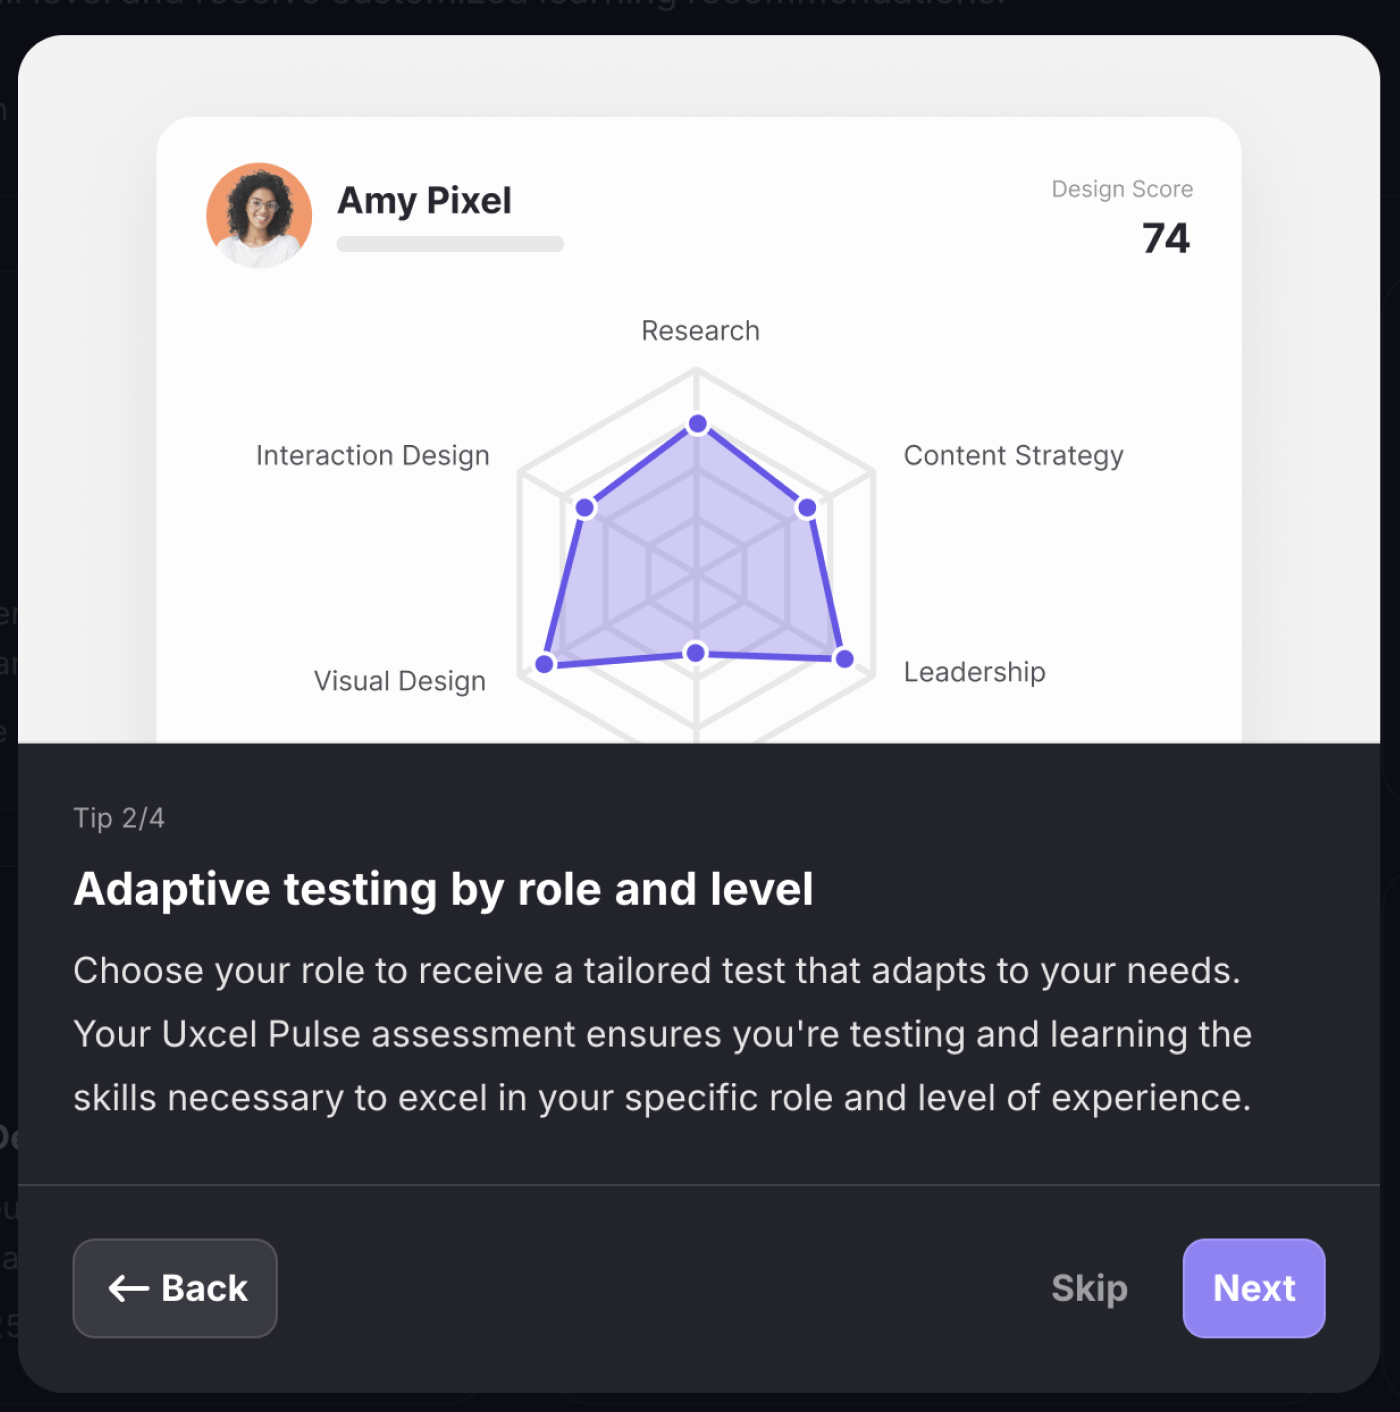 Amy Pixel
Design Score
74
Research
Interaction Design
Content Strategy
Visual Design
Leadership
Tip 2/4
Adaptive testing by role and level
Choose your role to receive a tailored test that adapts to your needs.
Your Uxcel Pulse assessment ensures you're testing and learning the
skills necessary to excel in your specific role and level of experience.
← Back
Skip
Next